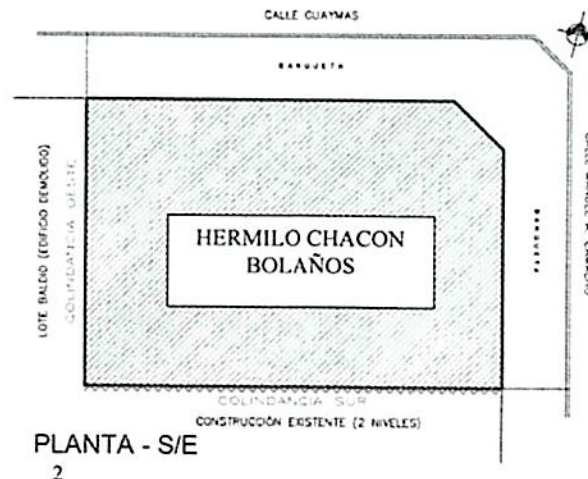 CALLE GUAYMAS
BANQUETA
LOTE BALDIO (EDIFICIO DEMOLIDO)
COLINDANCIA OESTE
HERMILO CHACON
BOLAÑOS
BANQUETA
COLINDANCIA SUR
CONSTRUCCIÓN EXISTENTE (2 NIVELES)
PLANTA - S/E
2